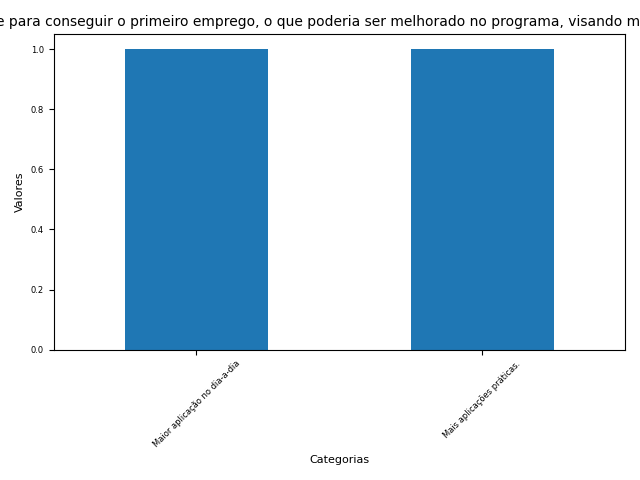 e para conseguir o primeiro emprego, o que poderia ser melhorado no programa, visando m
1.0
0.8
0.6
0.4
0.2
0.0
Valores
Maior aplicação no dia-a-dia
Mais aplicações práticas.
Categorias